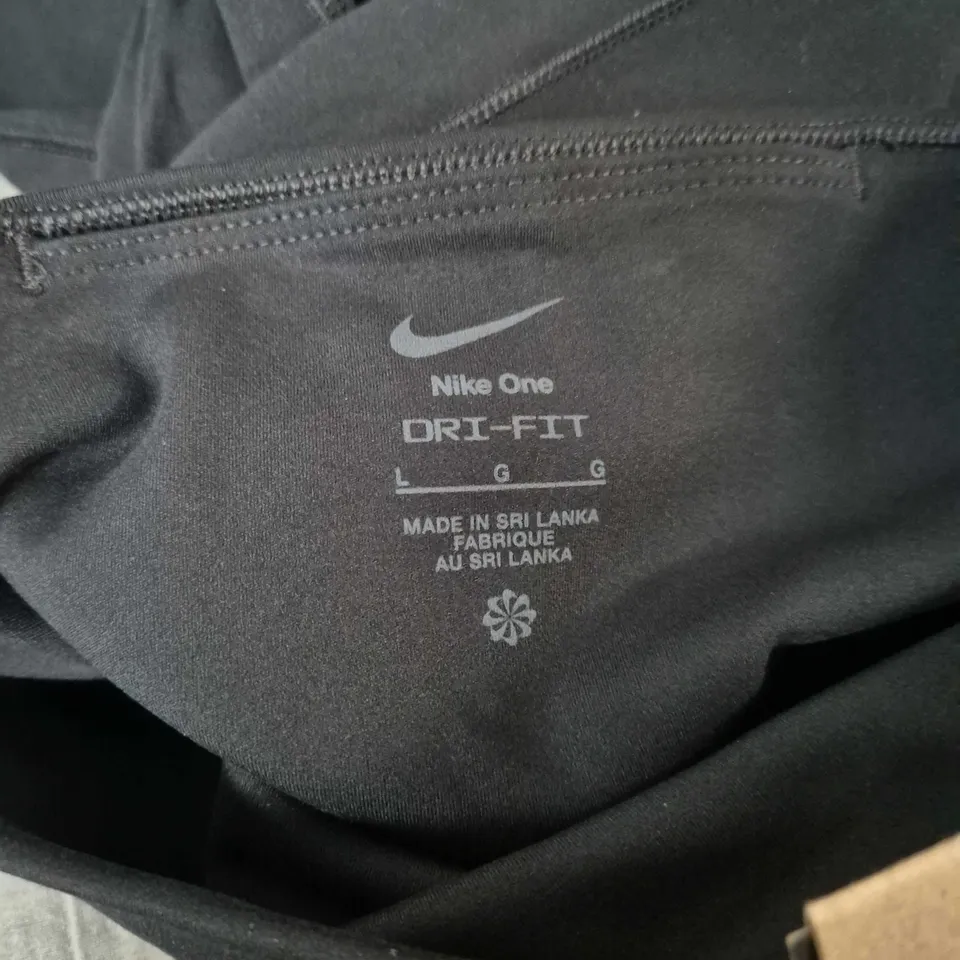 Nike One
DRI-FIT
L G G
MADE IN SRI LANKA
FABRIQUE
AU SRI LANKA